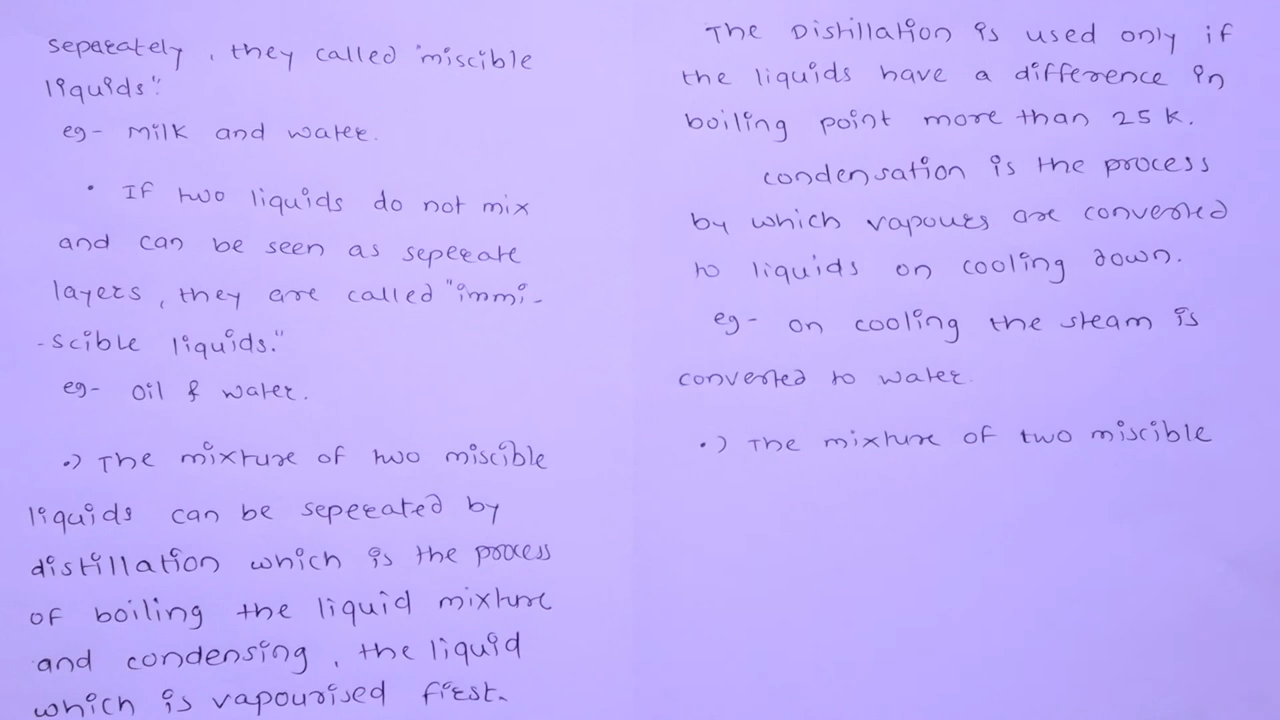 seperately, they called "miscible
liquids".
eg- milk and water.
• If two liquids do not mix
and can be seen as seperate
layers, they are called "immi-
-scible liquids."
eg- oil & water.
•) The mixture of two miscible
liquids can be seperated by
distillation which is the process
of boiling the liquid mixture
and condensing, the liquid
which is vapourised first.
The Distillation is used only if
the liquids have a difference in
boiling point more than 25 K.
condensation is the process
by which vapours are converted
to liquids on cooling down.
eg- on cooling the steam is
converted to water.
•) The mixture of two miscible